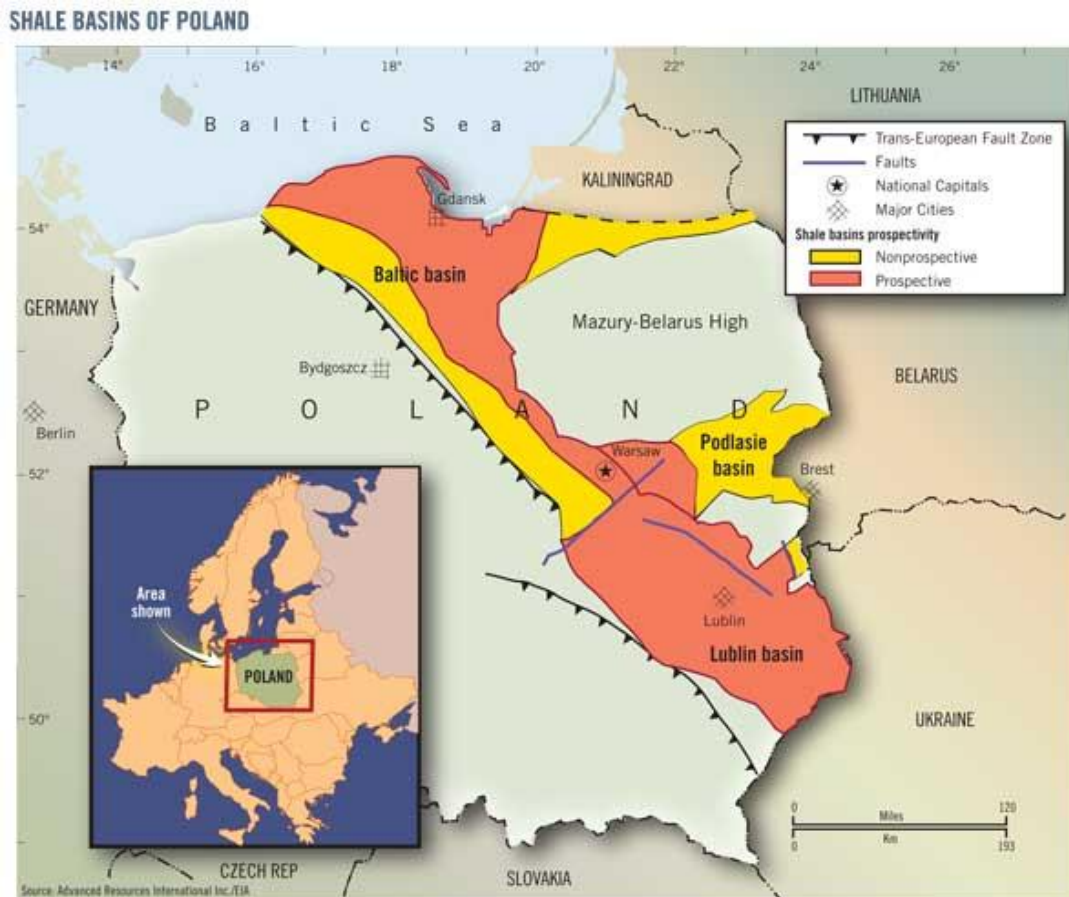 SHALE BASINS OF POLAND
14°
16°
18°
20°
22°
24°
26°
LITHUANIA
Baltic Sea
Trans-European Fault Zone
Faults
KALININGRAD
National Capitals
Gdansk
Major Cities
54°
Shale basins prospectivity
Nonprospective
Baltic basin
Prospective
GERMANY
Mazury-Belarus High
Bydgoszcz
BELARUS
POLAND
Berlin
Podlasie
basin
Warsaw
Brest
52°
Area
shown
Lublin
POLAND
Lublin basin
50°
UKRAINE
0
120
Miles
Km
0
193
CZECH REP
SLOVAKIA
Source: Advanced Resources International Inc./EIA